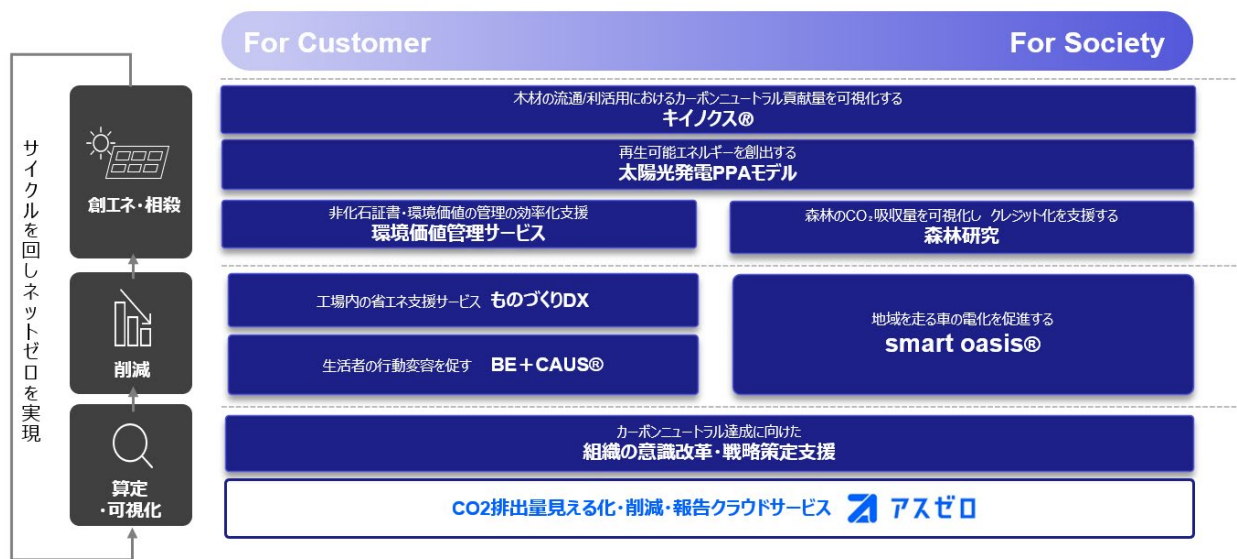 For Customer
For Society
サイクルを回しネットゼロを実現
創エネ・相殺
木材の流通/利活用におけるカーボンニュートラル貢献量を可視化する
キイノクス®
再生可能エネルギーを創出する
太陽光発電PPAモデル
非化石証書・環境価値の管理の効率化支援
環境価値管理サービス
森林のCO₂吸収量を可視化し クレジット化を支援する
森林研究
削減
工場内の省エネ支援サービス ものづくりDX
生活者の行動変容を促す BE+CAUS®
地域を走る車の電化を促進する
smart oasis®
算定
・可視化
カーボンニュートラル達成に向けた
組織の意識改革・戦略策定支援
CO2排出量見える化・削減・報告クラウドサービス アスゼロ